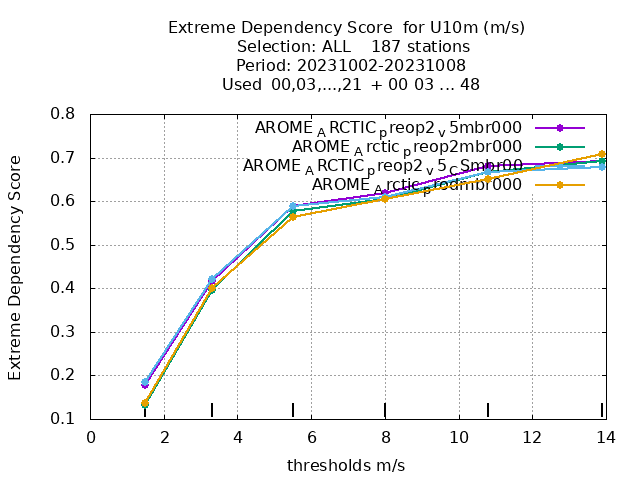 Extreme Dependency Score  for U10m (m/s)
Selection: ALL    187 stations
Period: 20231002-20231008
Used  00,03,...,21  + 00 03 ... 48
AROME_ARCTIC_preop2_v5mbr000
AROME_Arctic_preop2mbr000
AROME_ARCTIC_preop2_v5_CSmbr00
AROME_Arctic_prodmbr000
Extreme Dependency Score
0.8
0.7
0.6
0.5
0.4
0.3
0.2
0.1
0 2 4 6 8 10 12 14
thresholds m/s